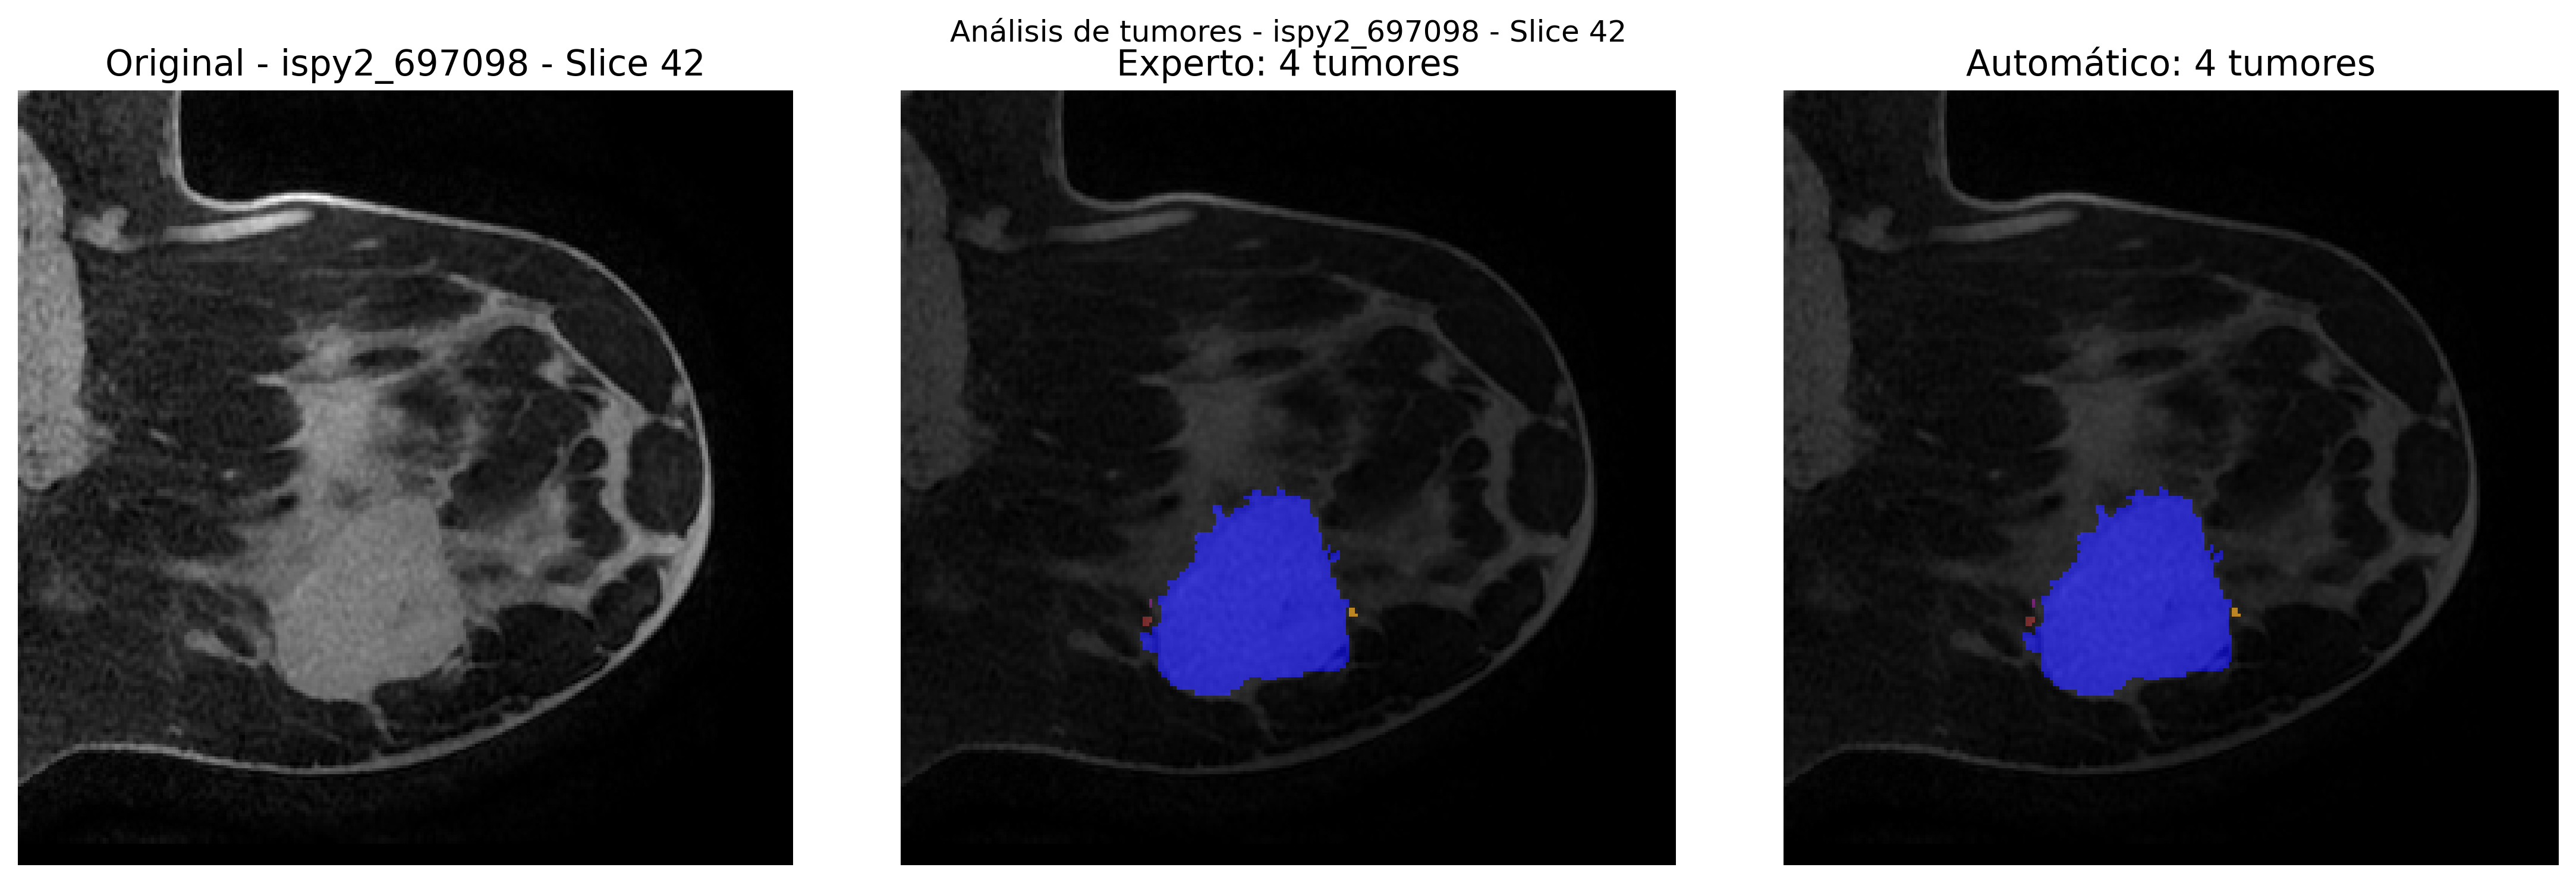 Análisis de tumores - ispy2_697098 - Slice 42
Original - ispy2_697098 - Slice 42
Experto: 4 tumores
Automático: 4 tumores